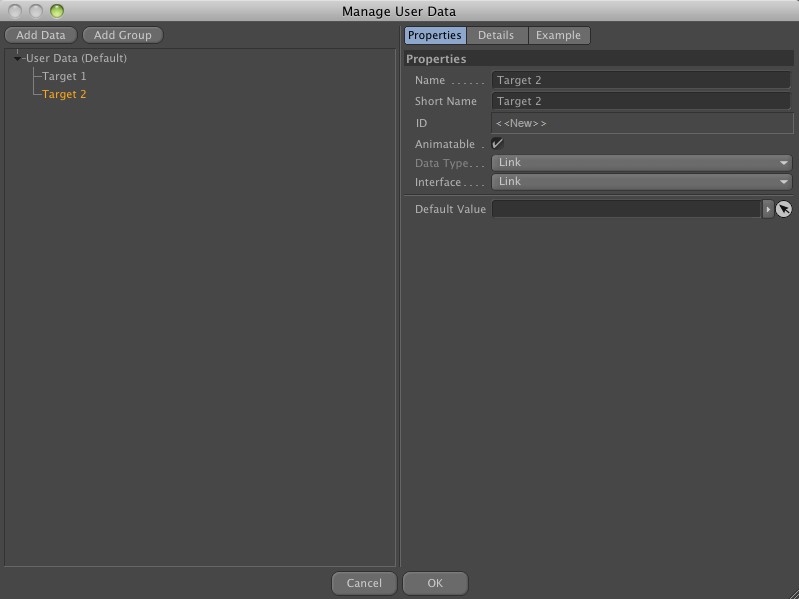 Manage User Data
Add Data Add Group
User Data (Default)
Target 1
Target 2
Properties Details Example
Properties
Name . . . . . . Target 2
Short Name Target 2
ID <<New>>
Animatable .
Data Type . . . Link
Interface . . . . Link
Default Value
Cancel OK